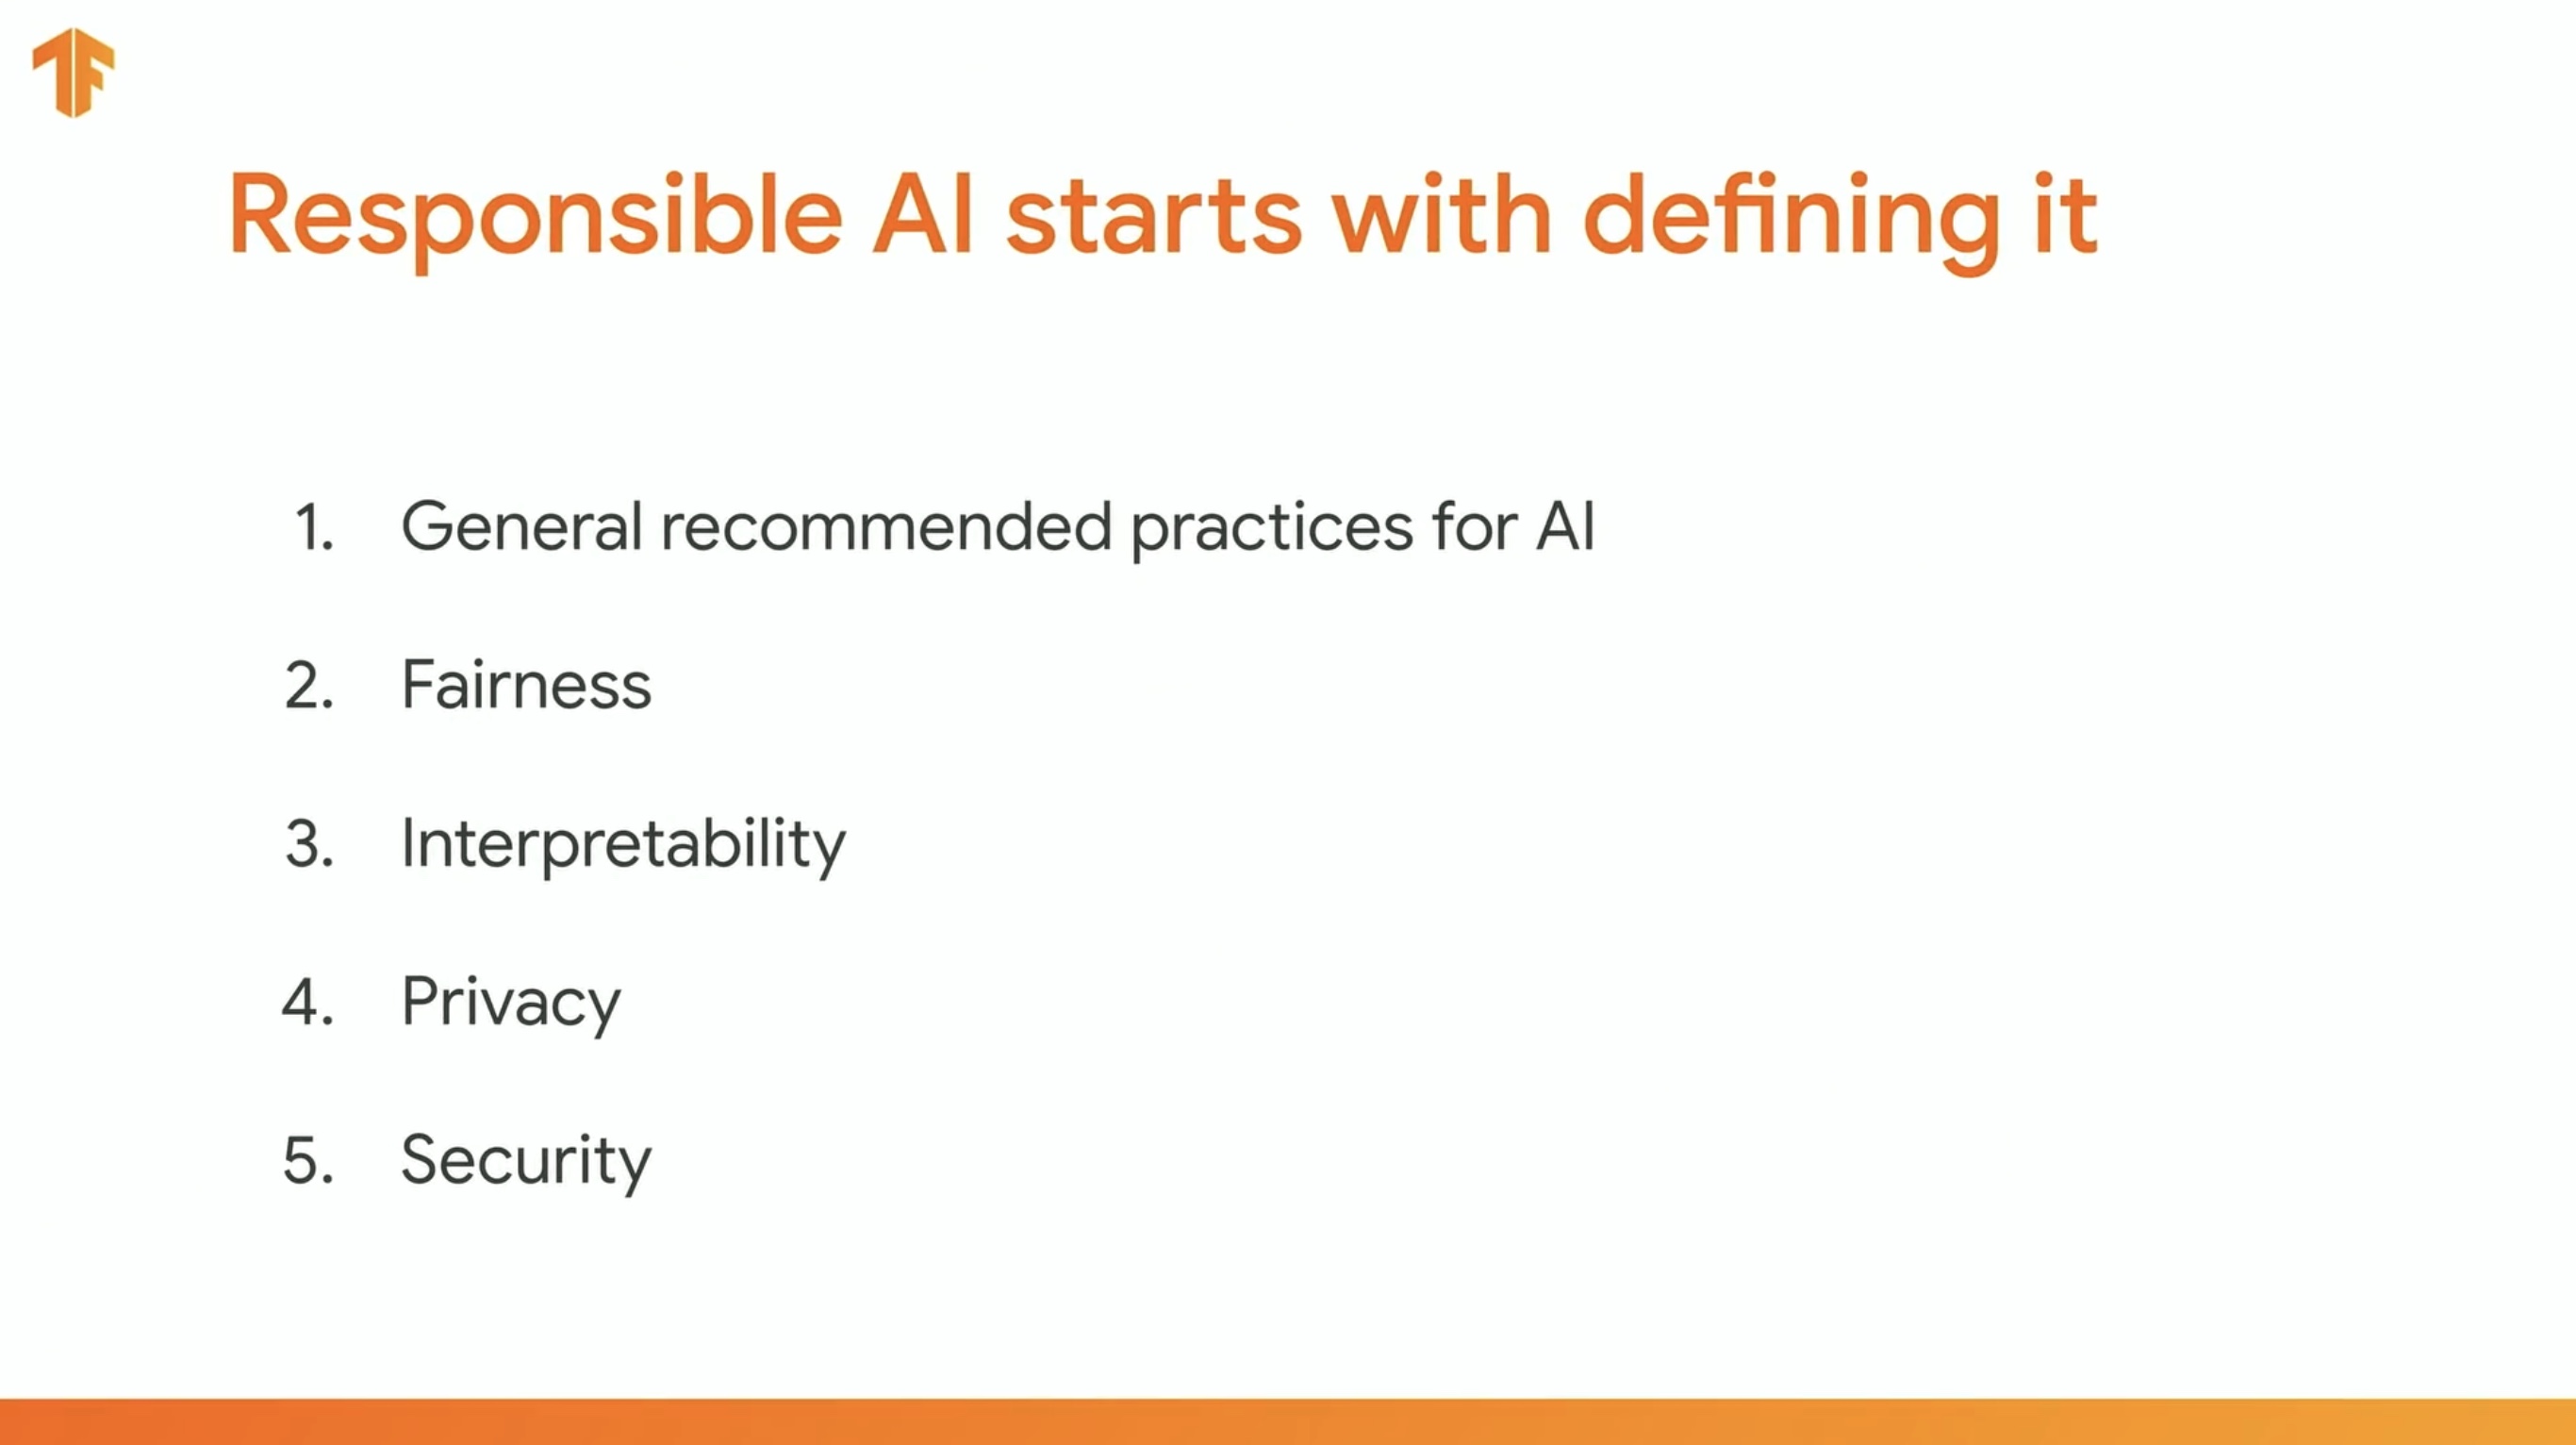 Responsible AI starts with defining it
1. General recommended practices for AI
2. Fairness
3. Interpretability
4. Privacy
5. Security